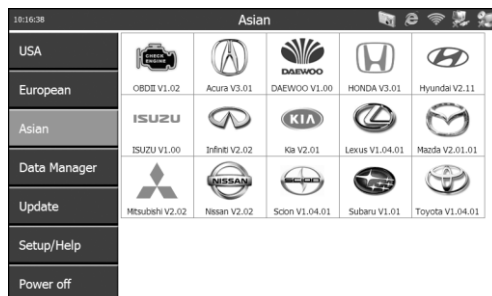 10:16:38
Asian
USA
European
Asian
Data Manager
Update
Setup/Help
Power off
CHECK
ENGINE
DAEWOO
OBDII V1.02
Acura V3.01
DAEWOO V1.00
HONDA V3.01
Hyundai V2.11
ISUZU
KIA
ISUZU V1.00
Infiniti V2.02
Kia V2.01
Lexus V1.04.01
Mazda V2.01.01
NISSAN
SCION
Mitsubishi V2.02
Nissan V2.02
Scion V1.04.01
Subaru V1.01
Toyota V1.04.01